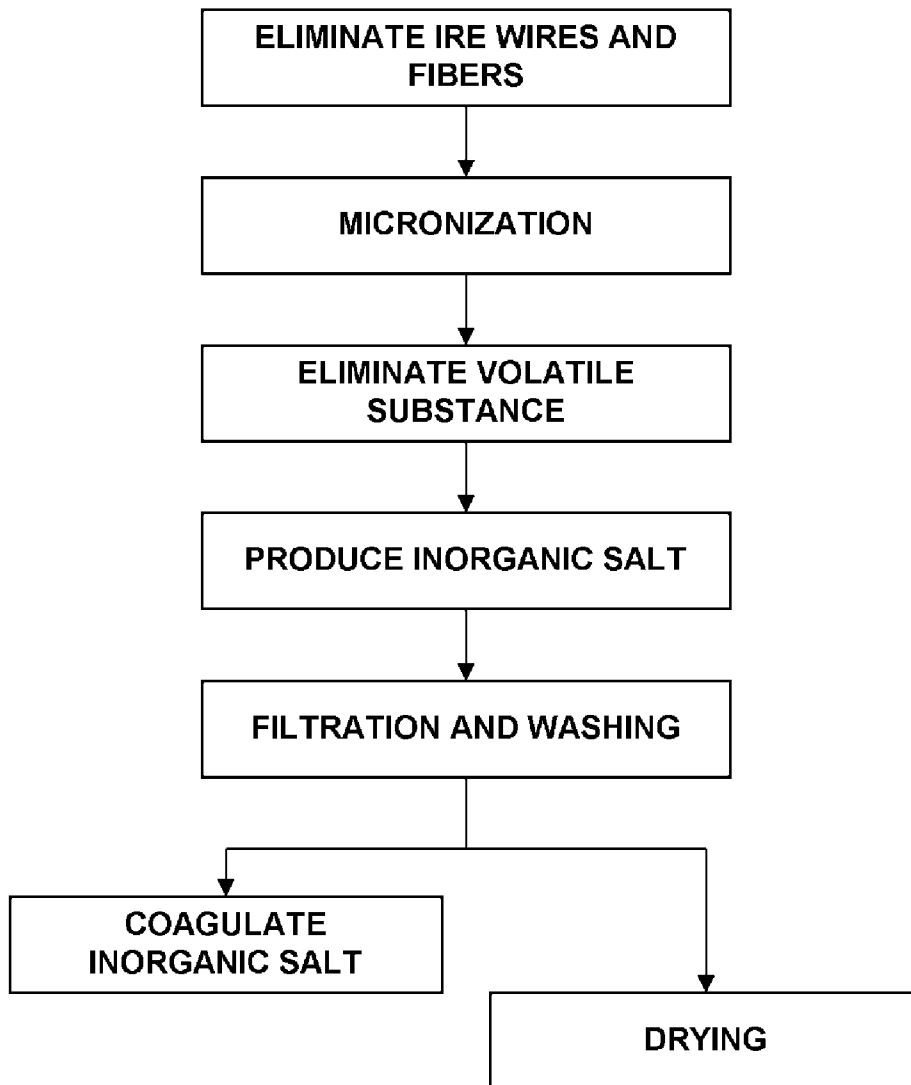 ELIMINATE IRE WIRES AND
FIBERS
MICRONIZATION
ELIMINATE VOLATILE
SUBSTANCE
PRODUCE INORGANIC SALT
FILTRATION AND WASHING
COAGULATE
INORGANIC SALT
DRYING